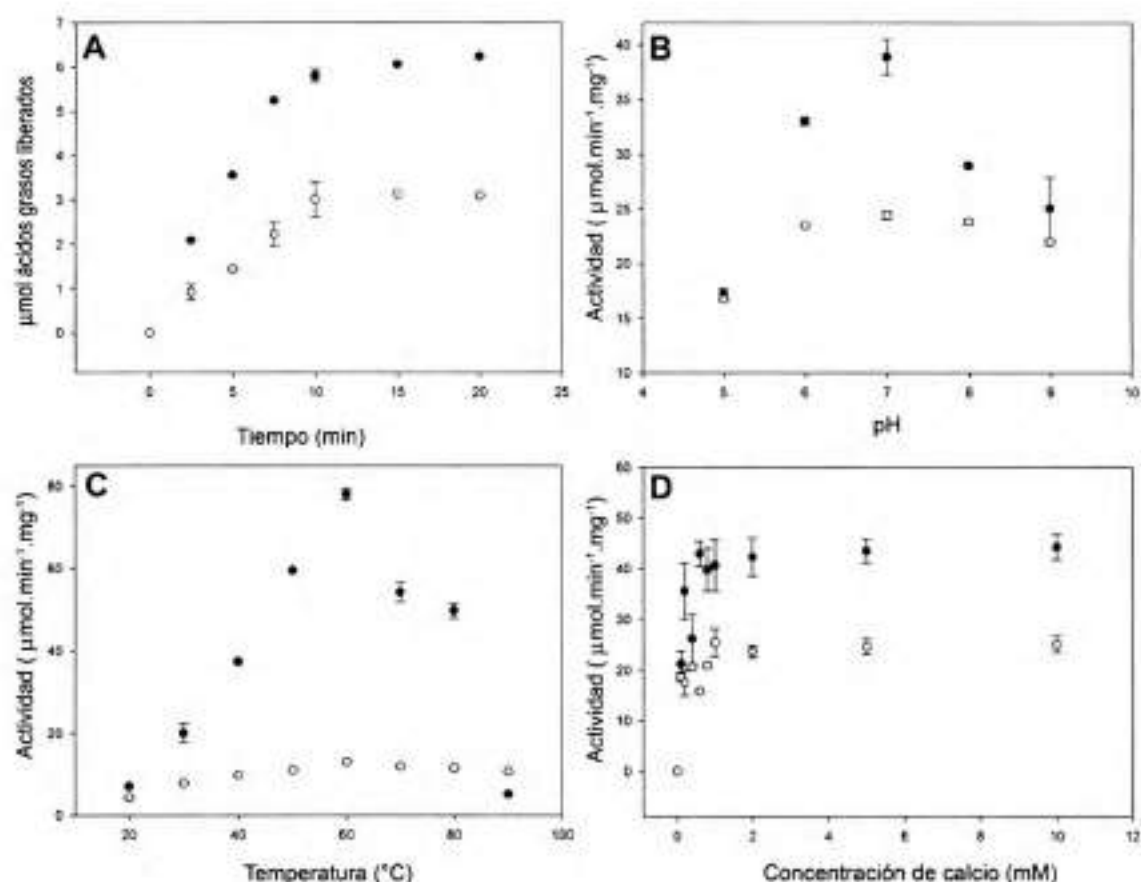 A
7
6
5
4
3
2
1
0
µmol ácidos grasos liberados
0 5 10 15 20 25
Tiempo (min)
B
40
35
30
25
20
15
10
Actividad ( µmol.min⁻¹.mg⁻¹)
4 5 6 7 8 9 10
pH
C
80
60
40
20
0
Actividad ( µmol.min⁻¹.mg⁻¹)
20 40 60 80 100
Temperatura (°C)
D
60
50
40
30
20
10
0
Actividad ( µmol.min⁻¹.mg⁻¹)
0 2 4 6 8 10 12
Concentración de calcio (mM)